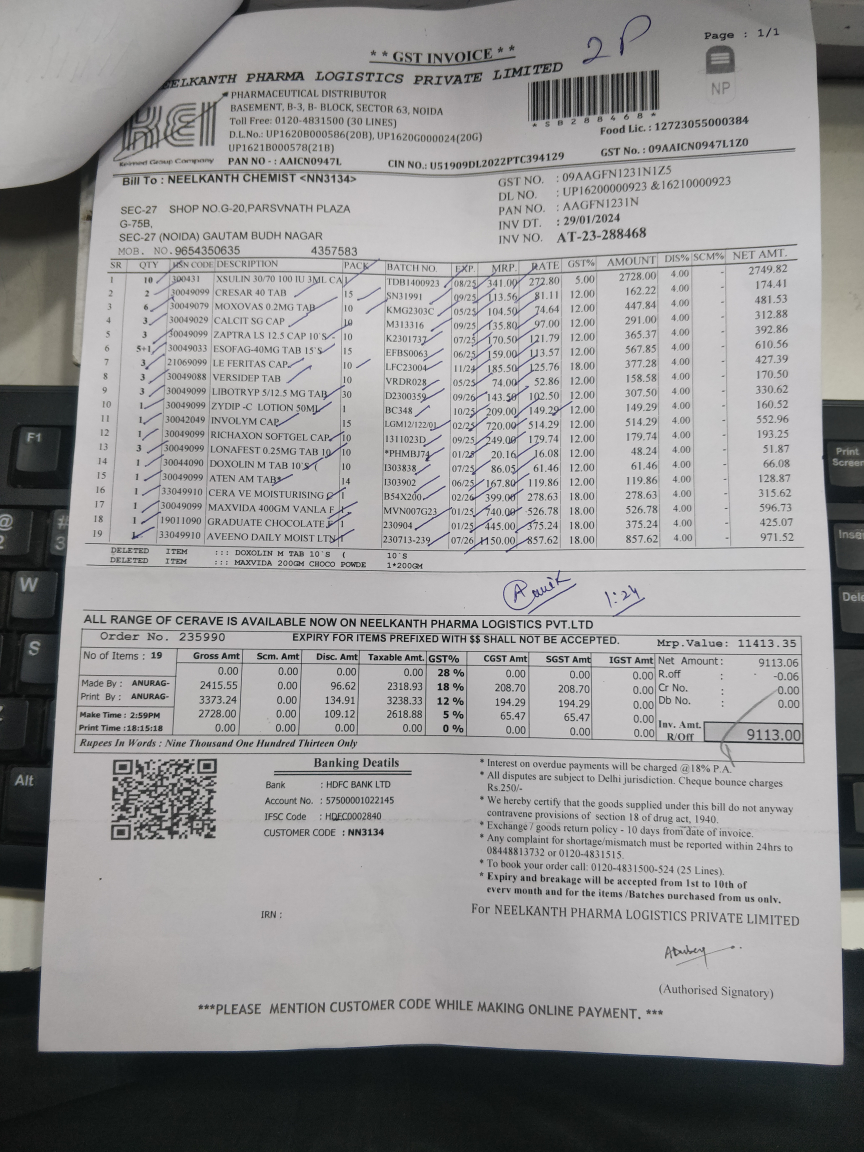 2P
Page : 1/1
** GST INVOICE **
NEELKANTH PHARMA LOGISTICS PRIVATE LIMITED
NP
KEI
Keimed Group Company
PHARMACEUTICAL DISTRIBUTOR
BASEMENT, B-3, B- BLOCK, SECTOR 63, NOIDA
Toll Free: 0120-4831500 (30 LINES)
D.L.No.: UP1620B000586(20B), UP1620G000024(20G)
UP1621B000578(21B)
PAN NO - : AAICN0947L
CIN NO.: U51909DL2022PTC394129
*588288468*
Food Lic. : 12723055000384
GST No. : 09AAICN0947L1Z0
Bill To : NEELKANTH CHEMIST <NN3134>
SEC-27 SHOP NO.G-20,PARSVNATH PLAZA
G-75B,
SEC-27 (NOIDA) GAUTAM BUDH NAGAR
MOB. NO. 9654350635 4357583
GST NO. : 09AAGFN1231N1Z5
DL NO. : UP16200000923 &16210000923
PAN NO. : AAGFN1231N
INV DT. : 29/01/2024
INV NO. AT-23-288468
SR QTY HSN CODE DESCRIPTION PACK BATCH NO. EXP. MRP. RATE GST% AMOUNT DIS% SCM% NET AMT.
1 10 300431 XSULIN 30/70 100 IU 3ML CA TDB1400923 08/25 341.00 272.80 5.00 2728.00 4.00 - 2749.82
2 2 30049099 CRESAR 40 TAB 15 SN31991 09/25 113.56 81.11 12.00 162.22 4.00 - 174.41
3 6 30049079 MOXOVAS 0.2MG TAB 10 KMG2303C 05/25 104.50 74.64 12.00 447.84 4.00 - 481.53
4 3 30049029 CALCIT SG CAP 10 M313316 09/25 135.80 97.00 12.00 291.00 4.00 - 312.88
5 3 30049099 ZAPTRA LS 12.5 CAP 10'S 10 K2301737 07/25 170.50 121.79 12.00 365.37 4.00 - 392.86
6 5+1 30049033 ESOFAG-40MG TAB 15'S 15 EFBS0063 06/25 159.00 113.57 12.00 567.85 4.00 - 610.56
7 3 21069099 LE FERITAS CAP 10 LFC23004 11/24 185.50 125.76 18.00 377.28 4.00 - 427.39
8 3 30049088 VERSIDEP TAB 10 VRDR028 05/25 74.00 52.86 12.00 158.58 4.00 - 170.50
9 3 30049099 LIBOTRYP 5/12.5 MG TAB 30 D2300359 09/26 143.50 102.50 12.00 307.50 4.00 - 330.62
10 1 30049099 ZYDIP -C LOTION 50ML 1 BC348 10/25 209.00 149.29 12.00 149.29 4.00 - 160.52
11 1 30042049 INVOLYM CAP 15 LGM12/122/01 02/25 720.00 514.29 12.00 514.29 4.00 - 552.96
12 1 30049099 RICHAXON SOFTGEL CAP 10 1311023D 09/25 249.00 179.74 12.00 179.74 4.00 - 193.25
13 3 30049099 LONAFEST 0.25MG TAB 10 10 *PHMBJ74 01/25 20.16 16.08 12.00 48.24 4.00 - 51.87
14 1 30044090 DOXOLIN M TAB 10'S ( 10 I303838 07/25 86.05 61.46 12.00 61.46 4.00 - 66.08
15 1 30049099 ATEN AM TAB* 14 I303902 06/25 167.80 119.86 12.00 119.86 4.00 - 128.87
16 1 33049910 CERA VE MOISTURISING C 1 B54X200 02/26 399.00 278.63 18.00 278.63 4.00 - 315.62
17 1 30049099 MAXVIDA 400GM VANLA F 1 MVN007G23 01/25 740.00 526.78 18.00 526.78 4.00 - 596.73
18 1 19011090 GRADUATE CHOCOLATE F 1 230904 01/25 445.00 375.24 18.00 375.24 4.00 - 425.07
19 1 33049910 AVEENO DAILY MOIST LTN 1 230713-239 07/26 1150.00 857.62 18.00 857.62 4.00 - 971.52
DELETED ITEM ::: DOXOLIN M TAB 10'S ( 10'S
DELETED ITEM ::: MAXVIDA 200GM CHOCO POWDE 1*200GM
1:24
ALL RANGE OF CERAVE IS AVAILABLE NOW ON NEELKANTH PHARMA LOGISTICS PVT.LTD
Order No. 235990 EXPIRY FOR ITEMS PREFIXED WITH $$ SHALL NOT BE ACCEPTED. Mrp.Value: 11413.35
No of Items : 19 Gross Amt Scm. Amt Disc. Amt Taxable Amt. GST% CGST Amt SGST Amt IGST Amt Net Amount: 9113.06
0.00 0.00 0.00 0.00 28 % 0.00 0.00 0.00 R.off : -0.06
Made By : ANURAG- 2415.55 0.00 96.62 2318.93 18 % 208.70 208.70 0.00 Cr No. : 0.00
Print By : ANURAG- 3373.24 0.00 134.91 3238.33 12 % 194.29 194.29 0.00 Db No. : 0.00
Make Time : 2:59PM 2728.00 0.00 109.12 2618.88 5 % 65.47 65.47 0.00
Print Time :18:15:18 0.00 0.00 0.00 0.00 0 % 0.00 0.00 0.00 Inv. Amt. R/Off 9113.00
Rupees In Words : Nine Thousand One Hundred Thirteen Only
Banking Deatils
Bank : HDFC BANK LTD
Account No. : 57500001022145
IFSC Code : HDFC0002840
CUSTOMER CODE : NN3134
* Interest on overdue payments will be charged @18% P.A.
* All disputes are subject to Delhi jurisdiction. Cheque bounce charges
Rs.250/-
* We hereby certify that the goods supplied under this bill do not anyway
contravene provisions of section 18 of drug act, 1940.
* Exchange / goods return policy - 10 days from date of invoice.
* Any complaint for shortage/mismatch must be reported within 24hrs to
08448813732 or 0120-4831515.
* To book your order call: 0120-4831500-524 (25 Lines).
* Expiry and breakage will be accepted from 1st to 10th of
every month and for the items /Batches purchased from us only.
IRN :
For NEELKANTH PHARMA LOGISTICS PRIVATE LIMITED
(Authorised Signatory)
***PLEASE MENTION CUSTOMER CODE WHILE MAKING ONLINE PAYMENT. ***
F1
@
2
#
3
W
S
Z
Alt
Print
Screen
Inse
Dele